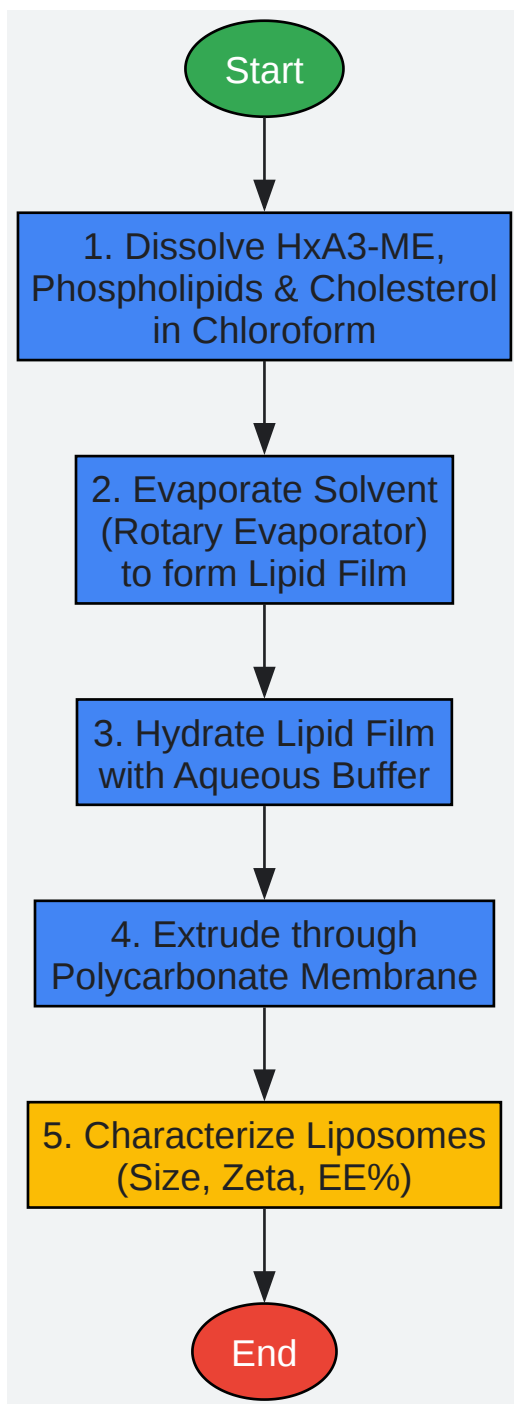 Start
1. Dissolve HxA3-ME,
Phospholipids & Cholesterol
in Chloroform
2. Evaporate Solvent
(Rotary Evaporator)
to form Lipid Film
3. Hydrate Lipid Film
with Aqueous Buffer
4. Extrude through
Polycarbonate Membrane
5. Characterize Liposomes
(Size, Zeta, EE%)
End